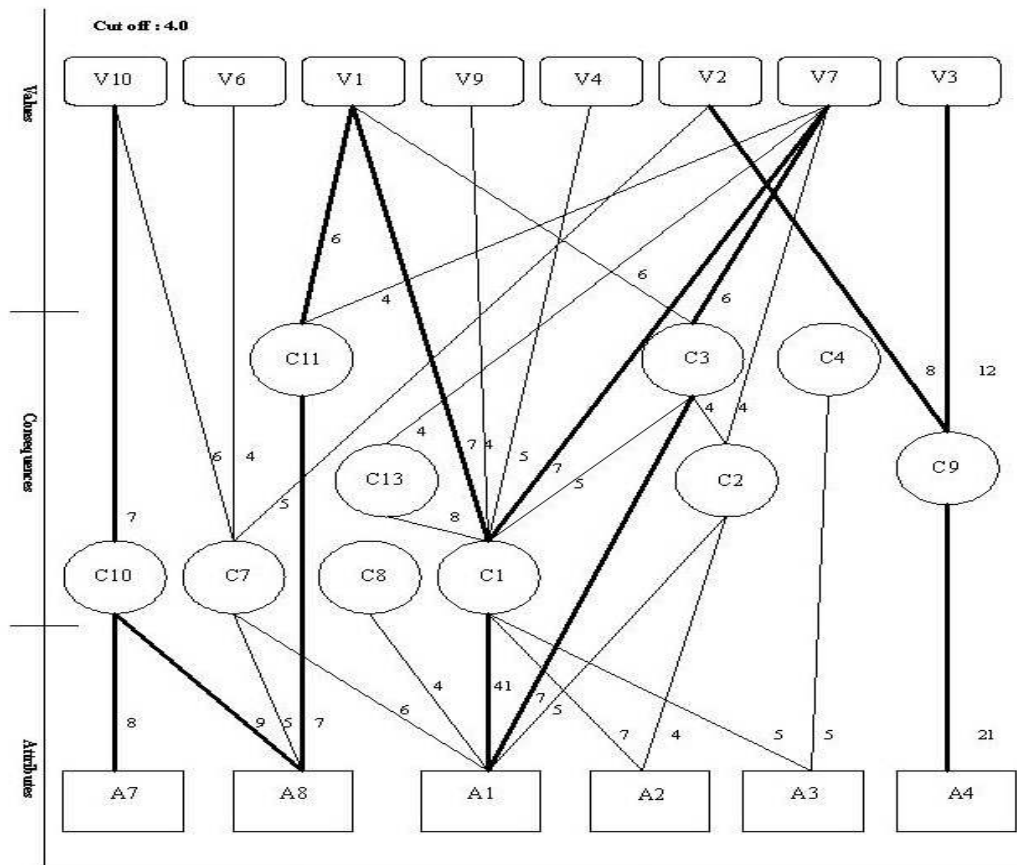 Cut off : 4.0
Values
V10 V6 V1 V9 V4 V2 V7 V3
6
6
4 6
C11 C3 C4
8 12
Consequences
4 4 4
6 4 7 4 5 7
C13 C2 C9
5 5
7 8
C10 C7 C8 C1
4 41
7
6 5
8 9 5 7 7 4 5 5 21
Attributes
A7 A8 A1 A2 A3 A4